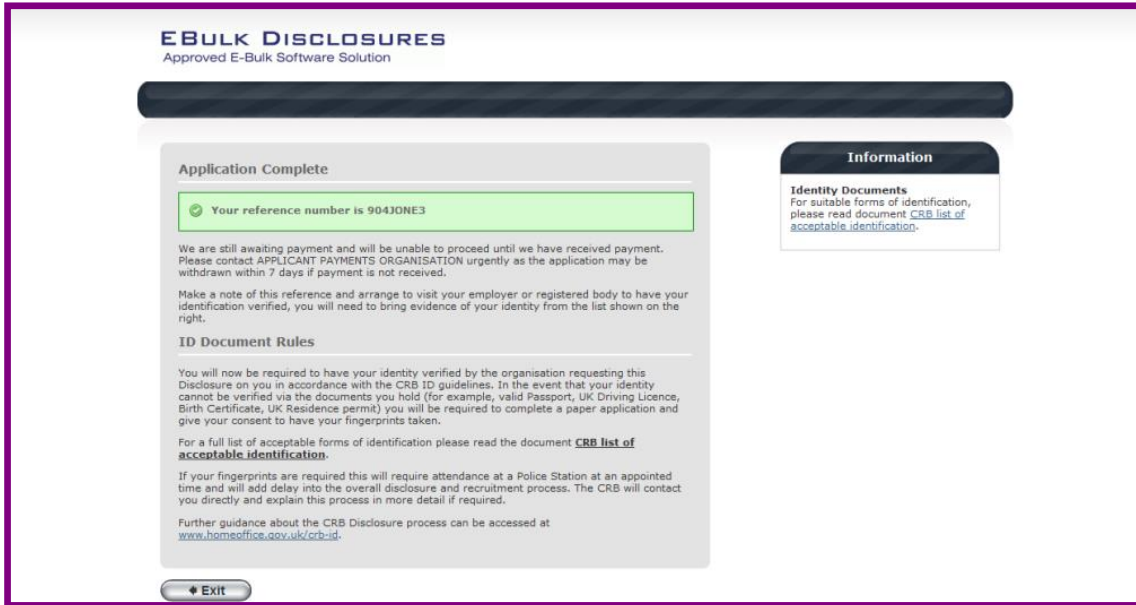 EBULK DISCLOSURES
Approved E-Bulk Software Solution
Application Complete
Your reference number is 904JONE3
We are still awaiting payment and will be unable to proceed until we have received payment.
Please contact APPLICANT PAYMENTS ORGANISATION urgently as the application may be
withdrawn within 7 days if payment is not received.
Make a note of this reference and arrange to visit your employer or registered body to have your
identification verified, you will need to bring evidence of your identity from the list shown on the
right.
ID Document Rules
You will now be required to have your identity verified by the organisation requesting this
Disclosure on you in accordance with the CRB ID guidelines. In the event that your identity
cannot be verified via the documents you hold (for example, valid Passport, UK Driving Licence,
Birth Certificate, UK Residence permit) you will be required to complete a paper application and
give your consent to have your fingerprints taken.
For a full list of acceptable forms of identification please read the document CRB list of
acceptable identification.
If your fingerprints are required this will require attendance at a Police Station at an appointed
time and will add delay into the overall disclosure and recruitment process. The CRB will contact
you directly and explain this process in more detail if required.
Further guidance about the CRB Disclosure process can be accessed at
www.homeoffice.gov.uk/crb-id.
Exit
Information
Identity Documents
For suitable forms of identification,
please read document CRB list of
acceptable identification.